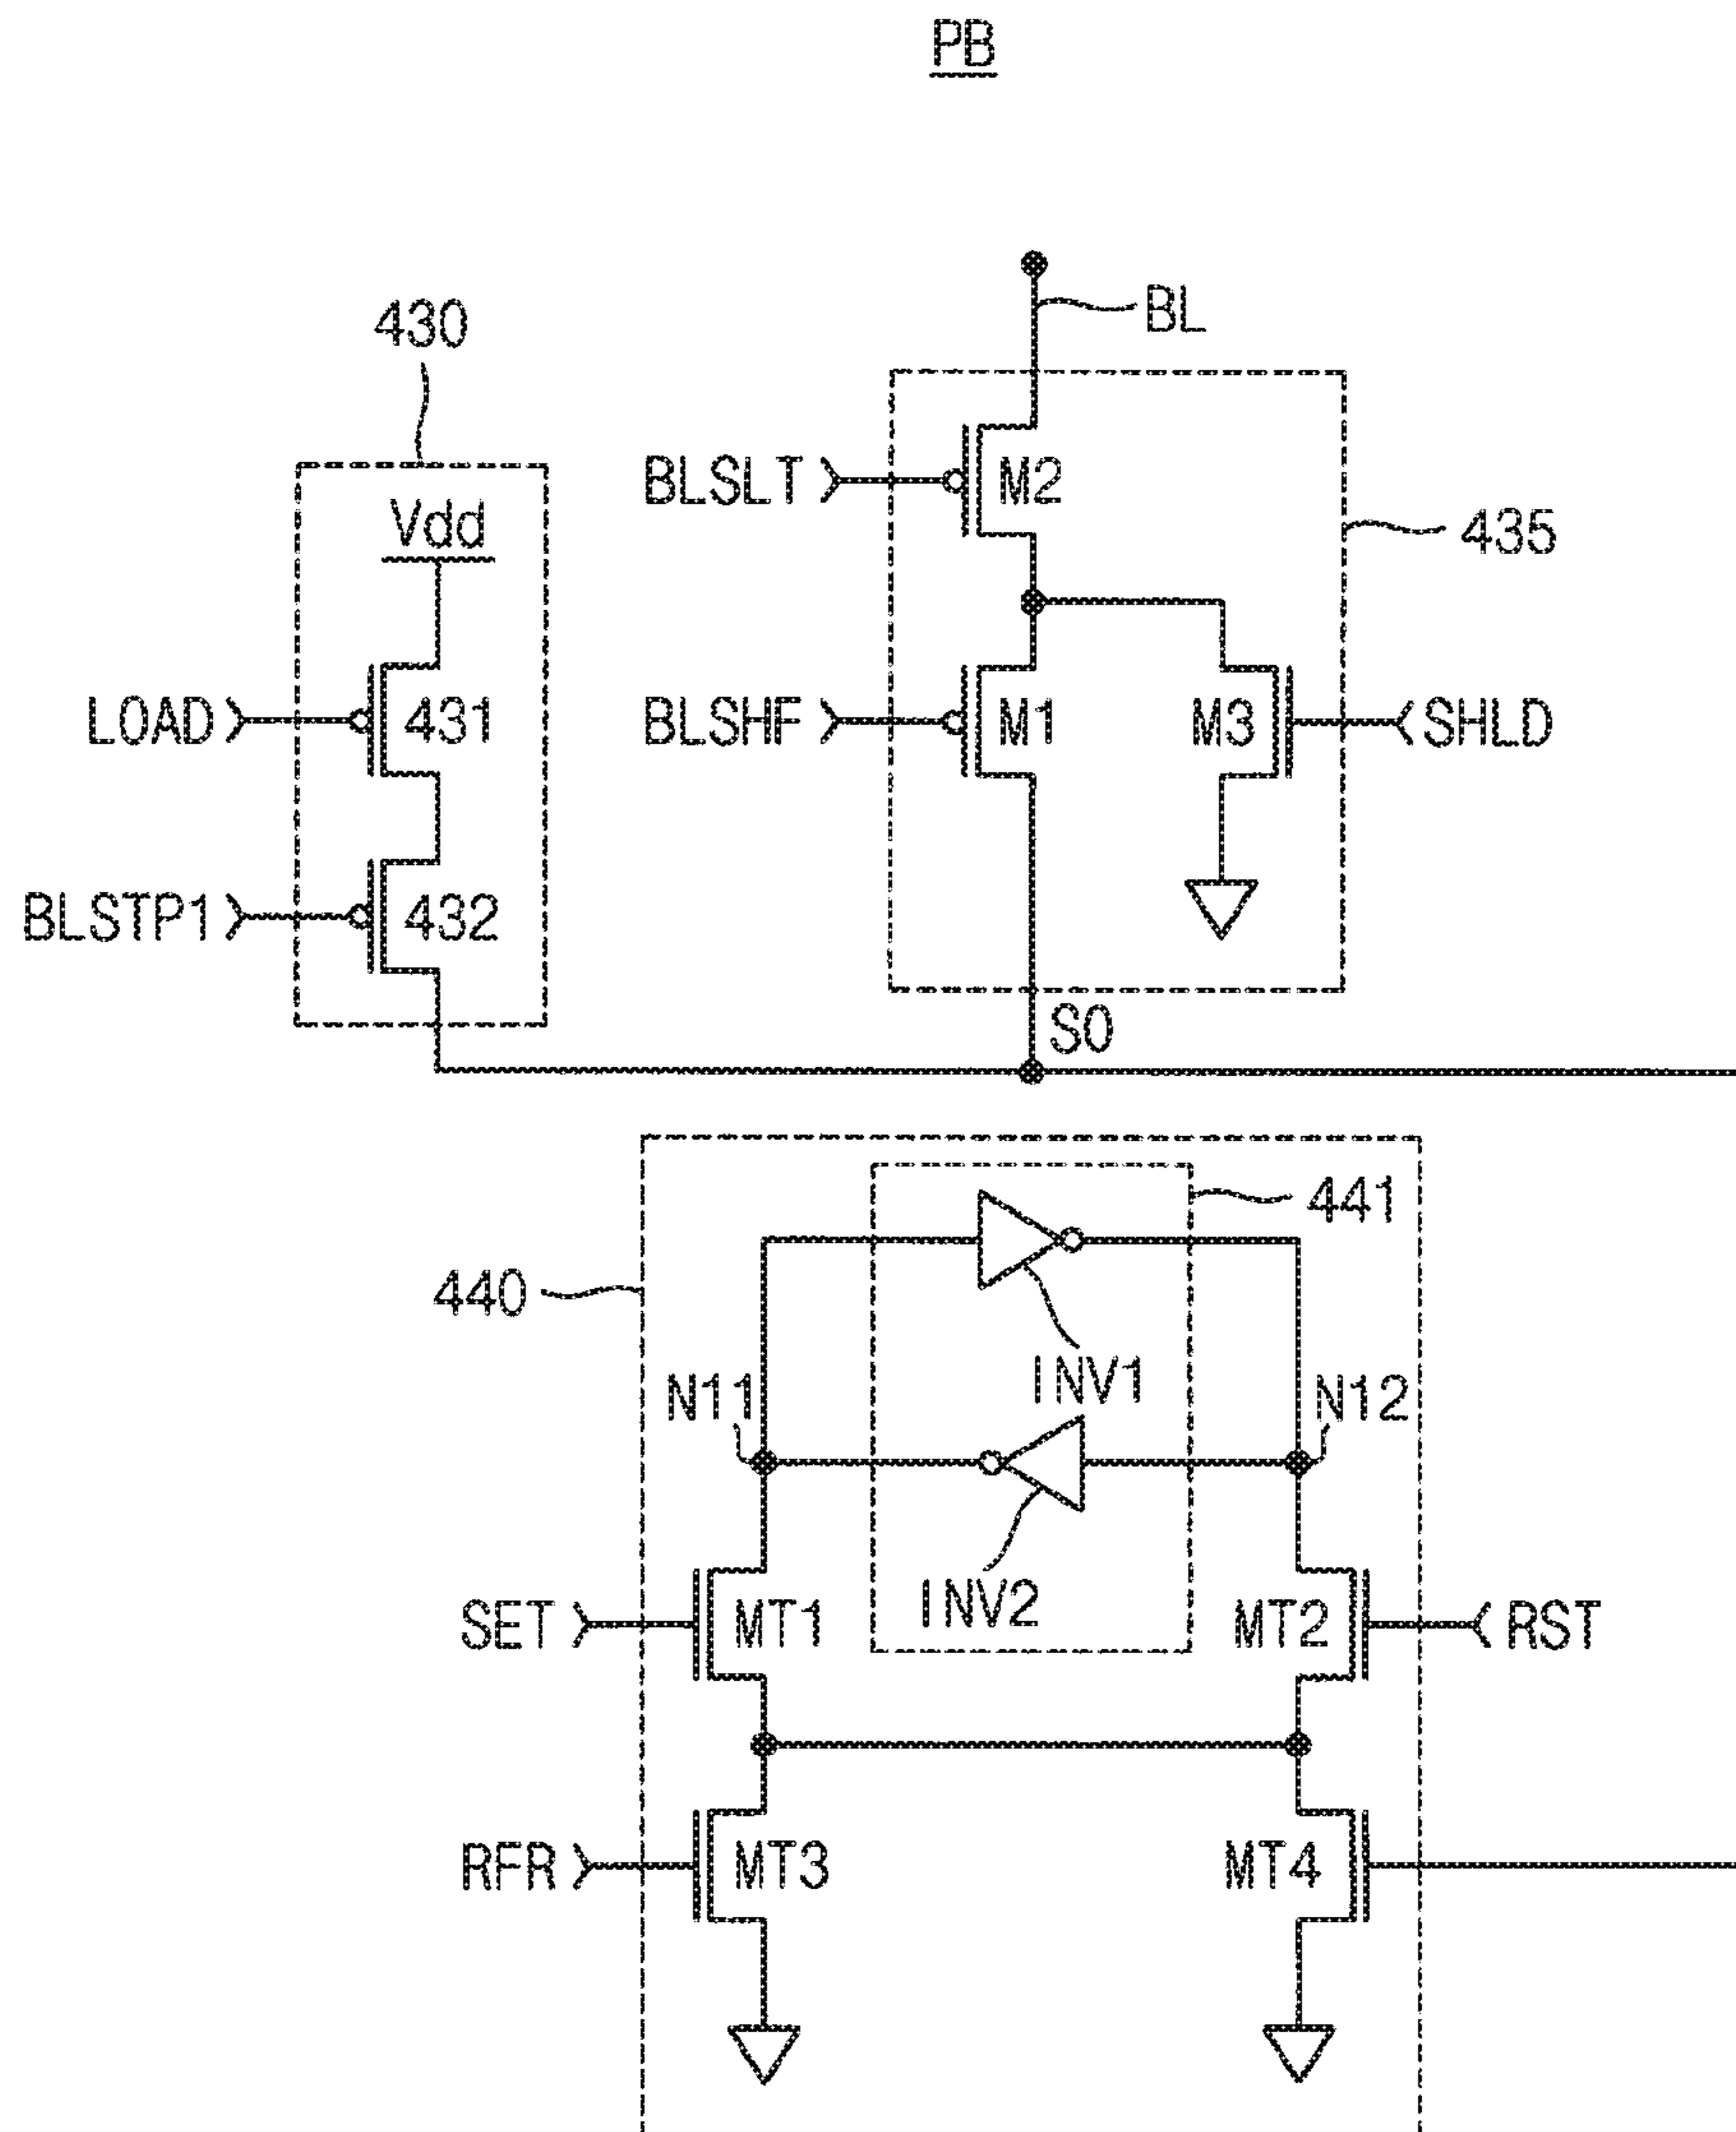 PB
BL
430
BLSLT
M2
Vdd
435
LOAD
431
BLSHF
M1
M3
SHLD
BLSTP1
432
SO
441
440
INV1
N11
N12
INV2
SET
MT1
MT2
RST
RFR
MT3
MT4